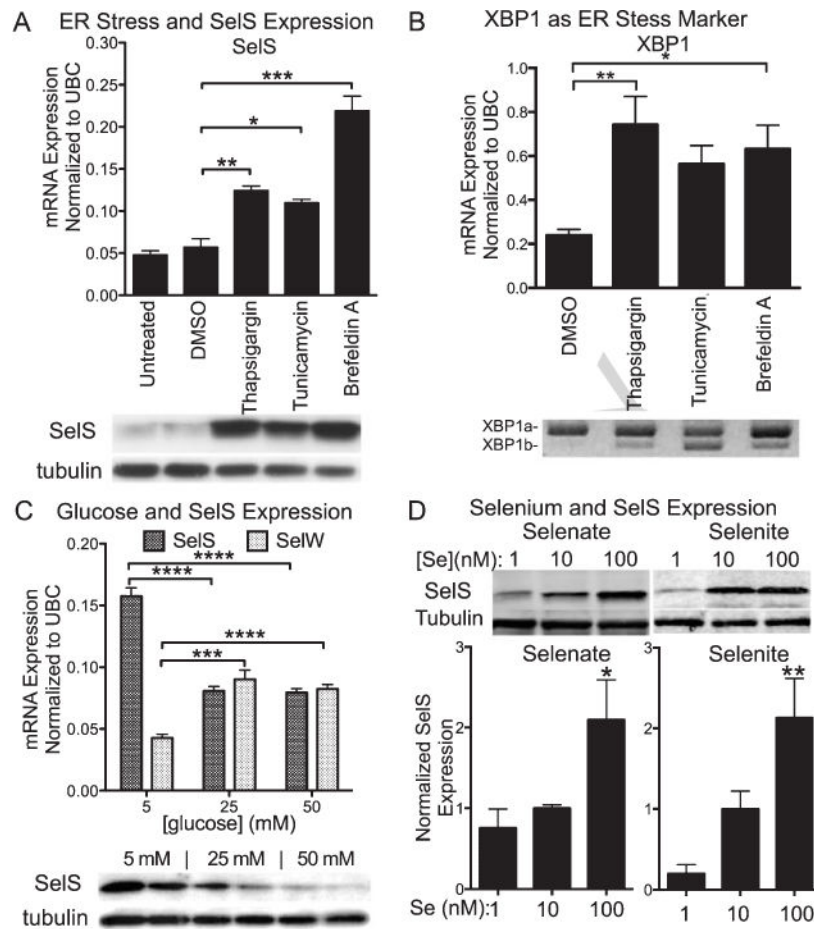 A ER Stress and SelS Expression
SelS
mRNA Expression
Normalized to UBC
0.30
0.25
0.20
0.15
0.10
0.05
0.00
***
*
**
Untreated
DMSO
Thapsigargin
Tunicamycin
Brefeldin A
SelS
tubulin
B XBP1 as ER Stess Marker
XBP1
mRNA Expression
Normalized to UBC
1.0
0.8
0.6
0.4
0.2
0.0
*
**
DMSO
Thapsigargin
Tunicamycin
Brefeldin A
XBP1a-
XBP1b-
C Glucose and SelS Expression
SelS SelW
mRNA Expression
Normalized to UBC
0.20
0.15
0.10
0.05
0.00
****
****
****
***
5 25 50
[glucose] (mM)
5 mM | 25 mM | 50 mM
SelS
tubulin
D Selenium and SelS Expression
Selenate Selenite
[Se](nM): 1 10 100 1 10 100
SelS
Tubulin
Selenate Selenite
Normalized SelS
Expression
3
2
1
0
*
3
2
1
0
**
Se (nM):1 10 100 1 10 100